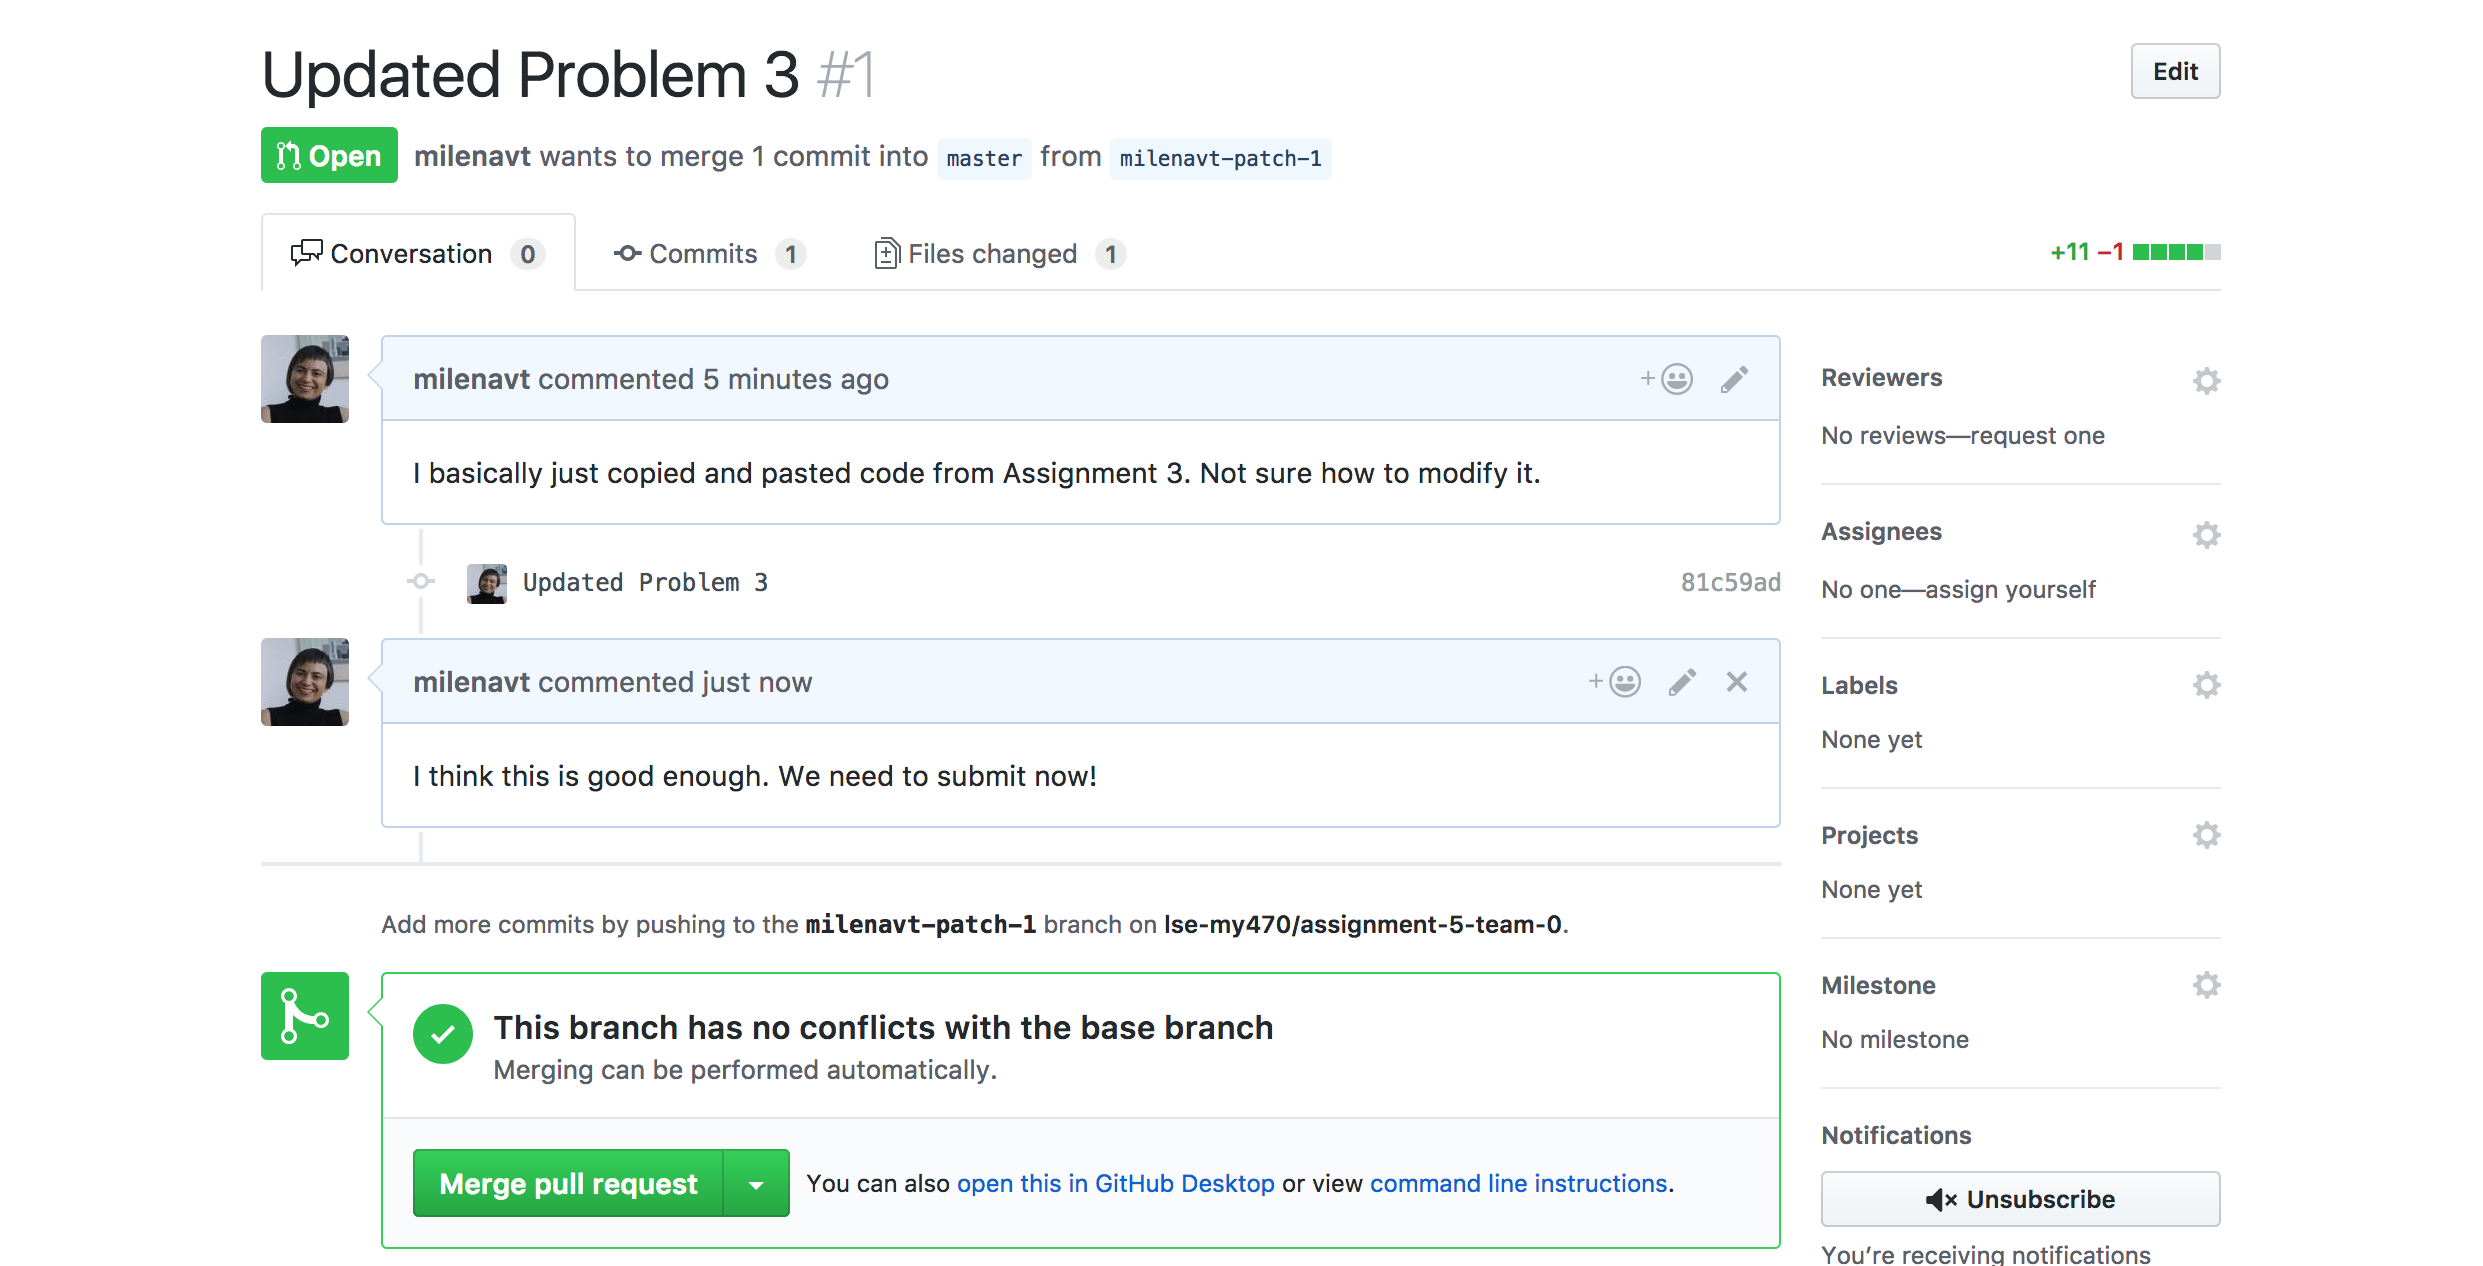 Updated Problem 3 #1
Edit
Open milenavt wants to merge 1 commit into master from milenavt-patch-1
Conversation 0 Commits 1 Files changed 1
+11 −1
milenavt commented 5 minutes ago
I basically just copied and pasted code from Assignment 3. Not sure how to modify it.
Updated Problem 3 81c59ad
milenavt commented just now
I think this is good enough. We need to submit now!
Add more commits by pushing to the milenavt-patch-1 branch on lse-my470/assignment-5-team-0.
This branch has no conflicts with the base branch
Merging can be performed automatically.
Merge pull request You can also open this in GitHub Desktop or view command line instructions.
Reviewers
No reviews—request one
Assignees
No one—assign yourself
Labels
None yet
Projects
None yet
Milestone
No milestone
Notifications
Unsubscribe
You're receiving notifications